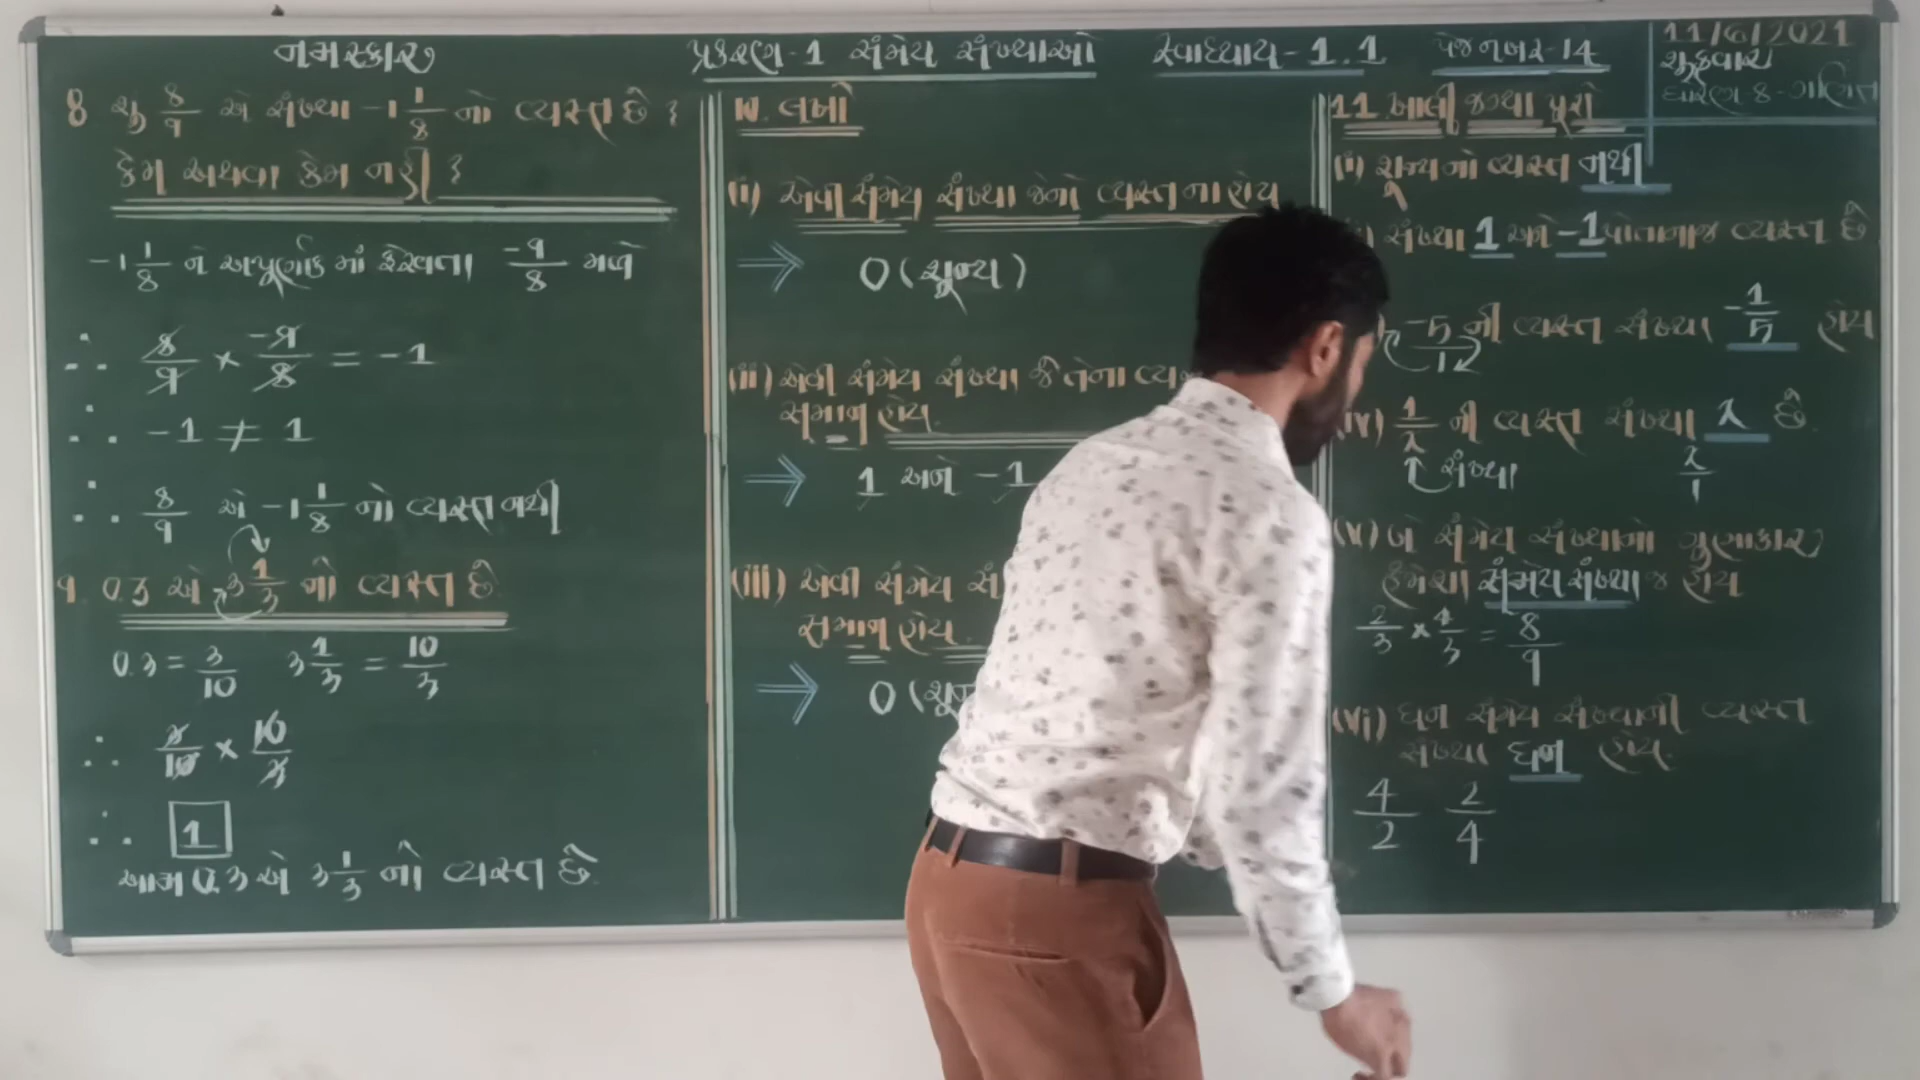 નમસ્કાર
પ્રકરણ-1 સંમેય સંખ્યાઓ સ્વાધ્યાય-1.1 પેજ નંબર-14
11/6/2021
શુક્રવાર
ધોરણ 8-ગણિત
8 શું 8/9 એ સંખ્યા -1 1/8 નો વ્યસ્ત છે ?
કેમ અથવા કેમ નહી ?
-1 1/8 ને અપૂર્ણાંક માં ફેરવતા -9/8 મળે
∴ 8/9 × -9/8 = -1
∴ -1 ≠ 1
∴ 8/9 એ -1 1/8 નો વ્યસ્ત નથી
9. 0.3 એ 3 1/3 નો વ્યસ્ત છે
0.3 = 3/10 3 1/3 = 10/3
∴ 3/10 × 10/3
∴ 1
આમ 0.3 એ 3 1/3 નો વ્યસ્ત છે.
10. લખો
(i) એવી સંમેય સંખ્યા જેનો વ્યસ્ત ના હોય
⇒ 0 (શૂન્ય)
(ii) એવી સંમેય સંખ્યા કે તેના
સમાન હોય.
⇒ 1 અને -1
(iii) એવી સંમેય
સમાન હોય.
⇒ 0
11. ખાલી જગ્યા પૂરો
(i) શૂન્યનો વ્યસ્ત નથી
સંખ્યા 1 અને -1 પોતાનાજ વ્યસ્ત છે
-5 ની વ્યસ્ત સંખ્યા -1/5 હોય
1
(iv) 1/x ની વ્યસ્ત સંખ્યા x છે.
સંખ્યા x/1
(v) બે સંમેય સંખ્યાનો ગુણાકાર
હંમેશા સંમેય સંખ્યા જ હોય
2/3 × 4/3 = 8/9
(vi) ધન સંમેય સંખ્યાની વ્યસ્ત
સંખ્યા ધન હોય.
4/2 2/4